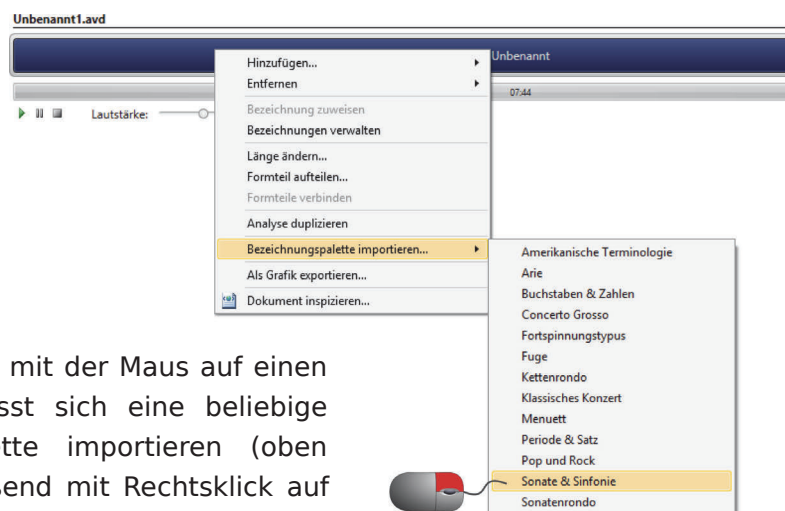 Unbenannt1.avd
Unbenannt
07:44
Lautstärke:
Hinzufügen...
Entfernen
Bezeichnung zuweisen
Bezeichnungen verwalten
Länge ändern...
Formteil aufteilen...
Formteile verbinden
Analyse duplizieren
Bezeichnungspalette importieren...
Als Grafik exportieren...
Dokument inspizieren...
Amerikanische Terminologie
Arie
Buchstaben & Zahlen
Concerto Grosso
Fortspinnungstypus
Fuge
Kettenrondo
Klassisches Konzert
Menuett
Periode & Satz
Pop und Rock
Sonate & Sinfonie
Sonatenrondo
mit der Maus auf einen
sst sich eine beliebige
tte importieren (oben
end mit Rechtsklick auf